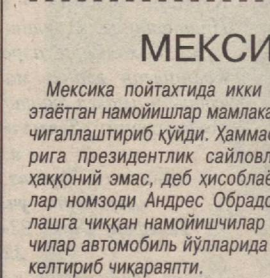 МЕКСИ
Мексика пойтахтида икки
этаётган намойишлар мамлака
чигаллаштириб қўйди. Ҳаммас
рига президентлик сайловл
ҳаққоний эмас, деб ҳисоблаё
лар номзоди Андрес Обрадо
лашга чиққан намойишчилар
чилар автомобиль йўлларида
келтириб чиқараяпти.